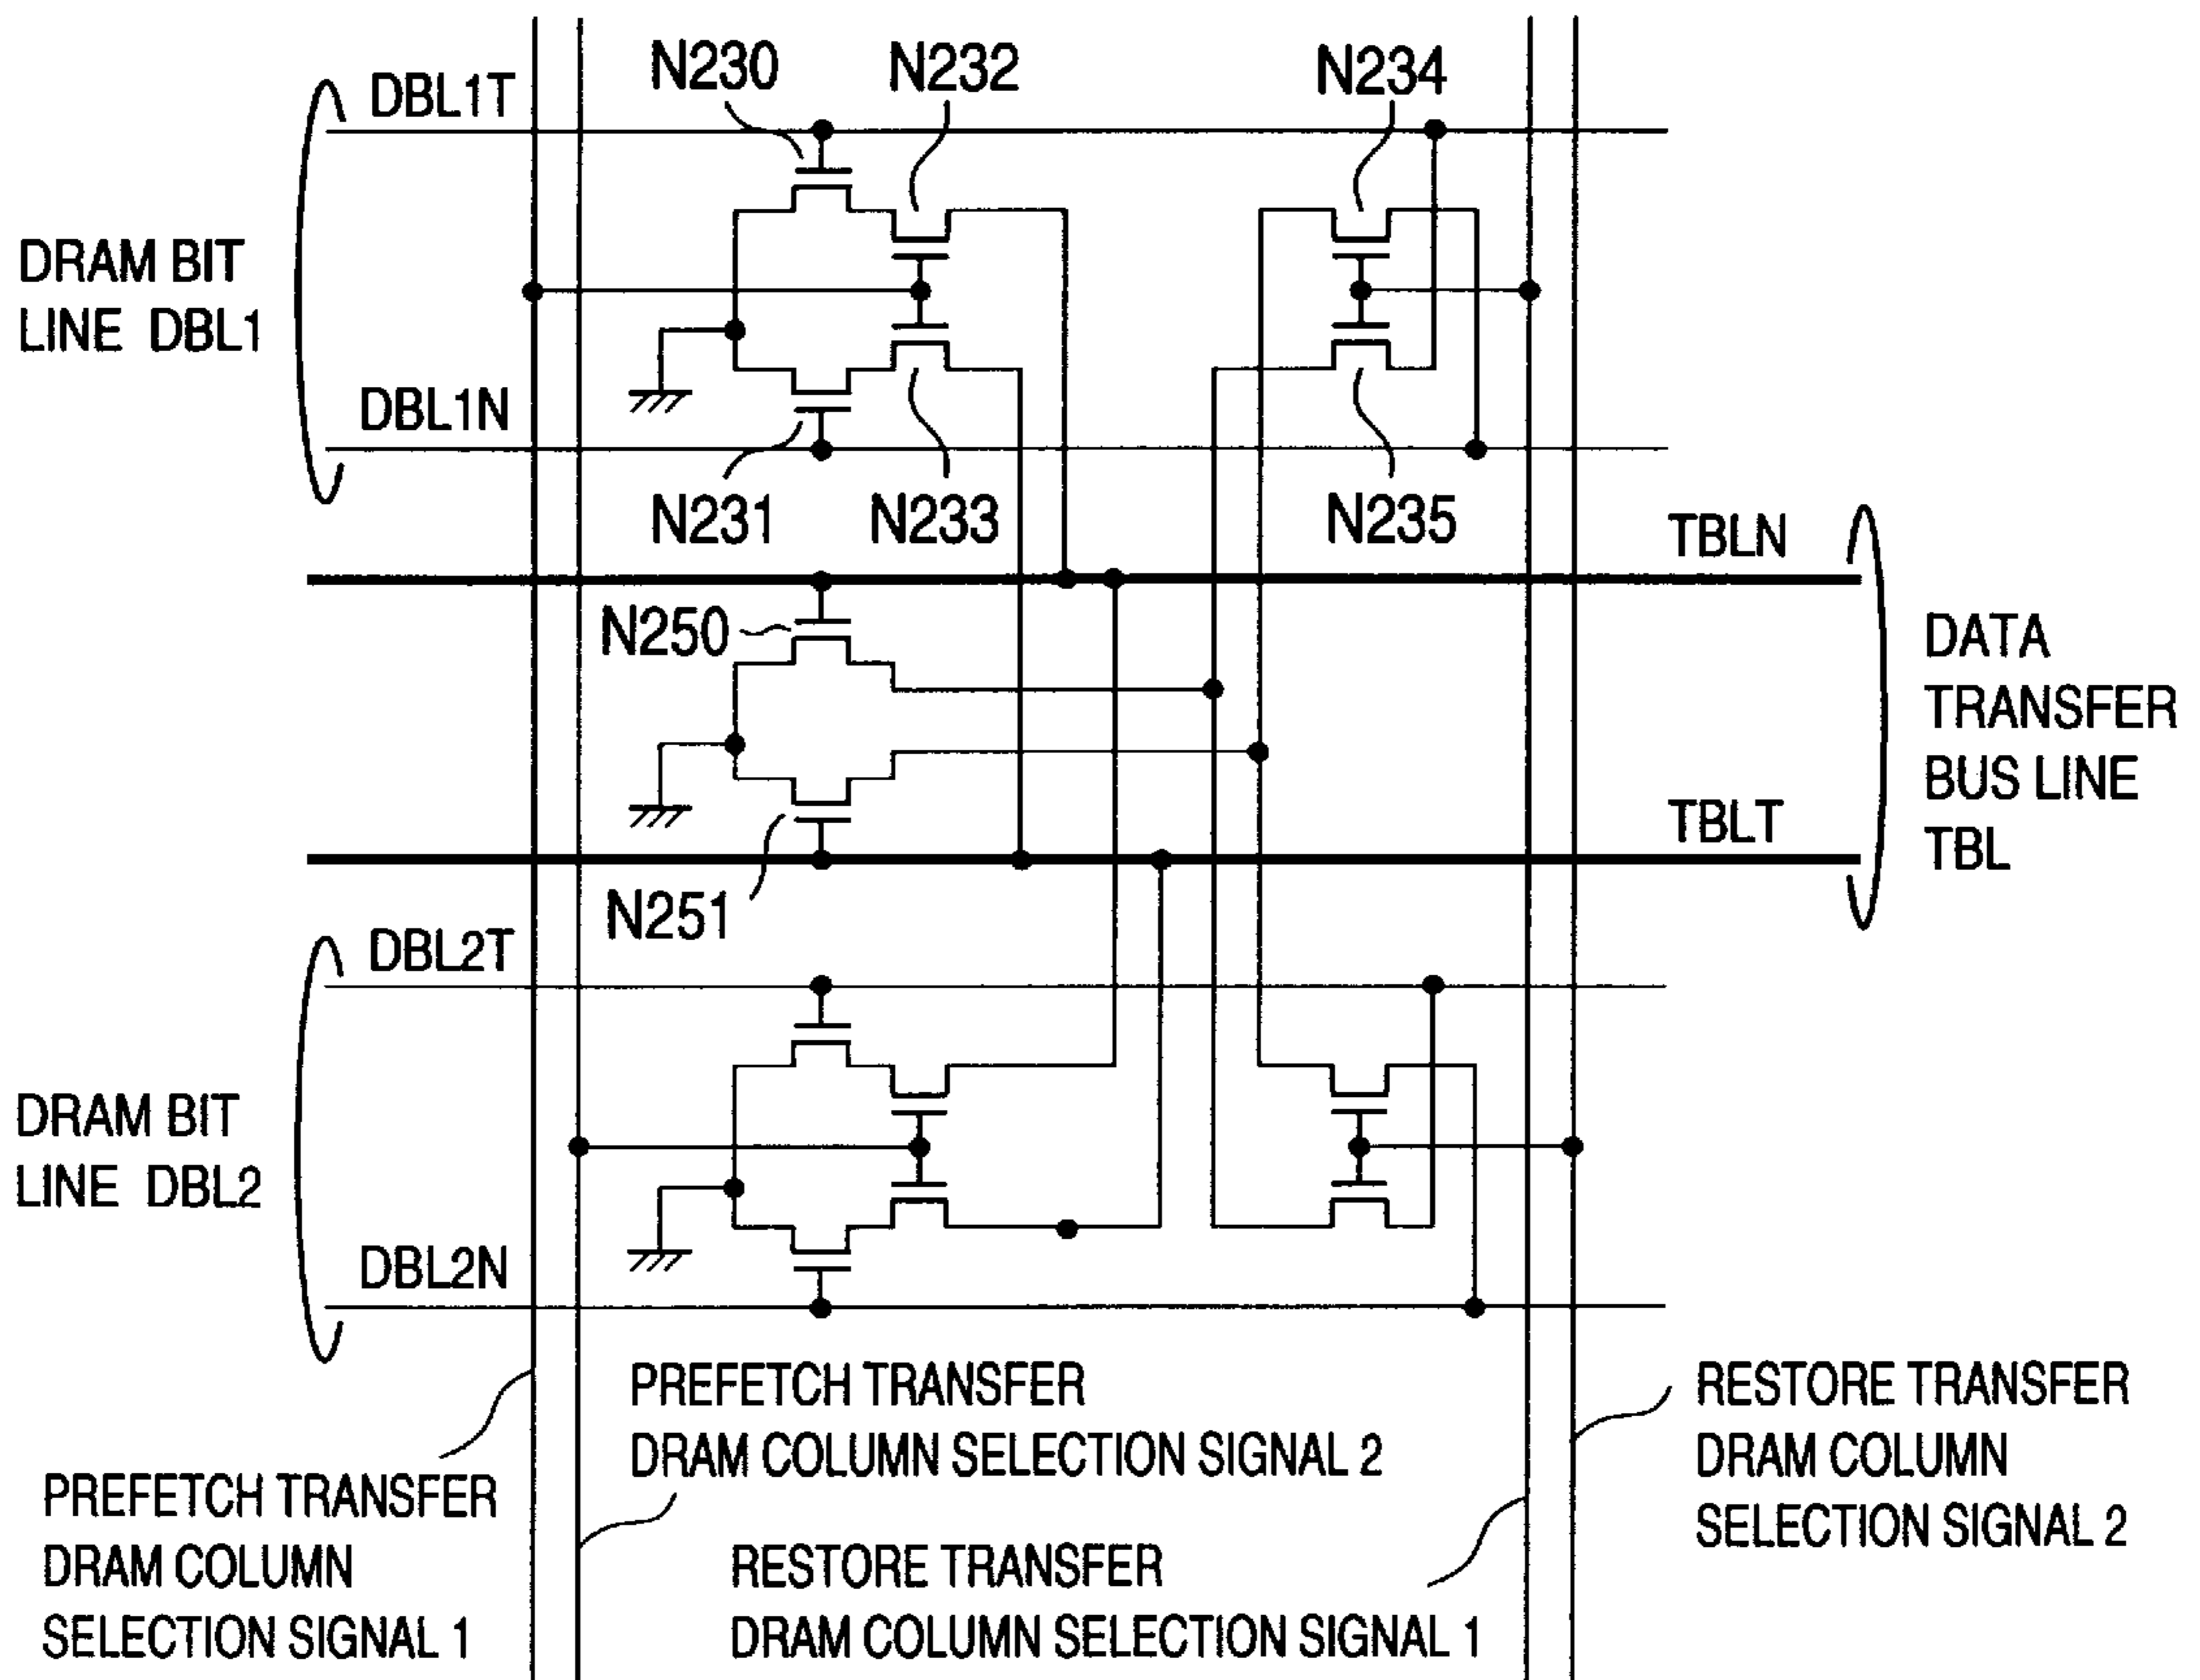 N230
N232
N234
DBL1T
DRAM BIT
LINE DBL1
DBL1N
N231
N233
N235
TBLN
N250
DATA
TRANSFER
BUS LINE
TBL
TBLT
N251
DBL2T
DRAM BIT
LINE DBL2
DBL2N
PREFETCH TRANSFER
DRAM COLUMN SELECTION SIGNAL 2
RESTORE TRANSFER
DRAM COLUMN
SELECTION SIGNAL 2
PREFETCH TRANSFER
DRAM COLUMN
SELECTION SIGNAL 1
RESTORE TRANSFER
DRAM COLUMN SELECTION SIGNAL 1